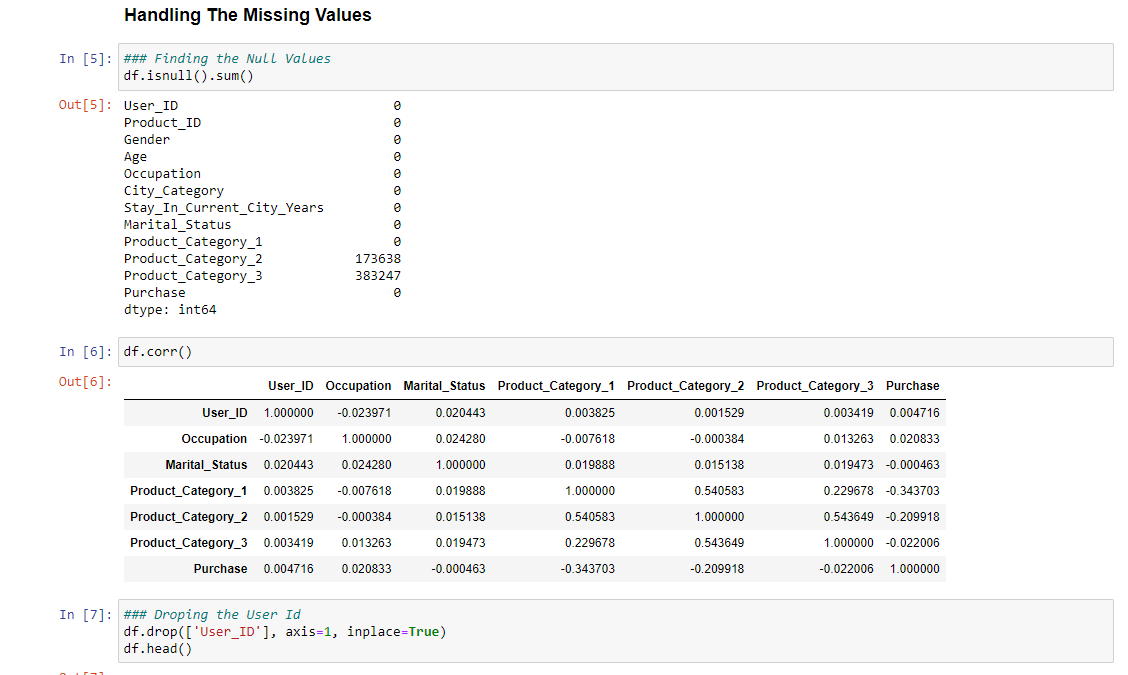 Handling The Missing Values
In [5]: ### Finding the Null Values
df.isnull().sum()
Out[5]: User_ID 0
Product_ID 0
Gender 0
Age 0
Occupation 0
City_Category 0
Stay_In_Current_City_Years 0
Marital_Status 0
Product_Category_1 0
Product_Category_2 173638
Product_Category_3 383247
Purchase 0
dtype: int64
In [6]: df.corr()
Out[6]:
User_ID Occupation Marital_Status Product_Category_1 Product_Category_2 Product_Category_3 Purchase
User_ID 1.000000 -0.023971 0.020443 0.003825 0.001529 0.003419 0.004716
Occupation -0.023971 1.000000 0.024280 -0.007618 -0.000384 0.013263 0.020833
Marital_Status 0.020443 0.024280 1.000000 0.019888 0.015138 0.019473 -0.000463
Product_Category_1 0.003825 -0.007618 0.019888 1.000000 0.540583 0.229678 -0.343703
Product_Category_2 0.001529 -0.000384 0.015138 0.540583 1.000000 0.543649 -0.209918
Product_Category_3 0.003419 0.013263 0.019473 0.229678 0.543649 1.000000 -0.022006
Purchase 0.004716 0.020833 -0.000463 -0.343703 -0.209918 -0.022006 1.000000
In [7]: ### Droping the User Id
df.drop(['User_ID'], axis=1, inplace=True)
df.head()